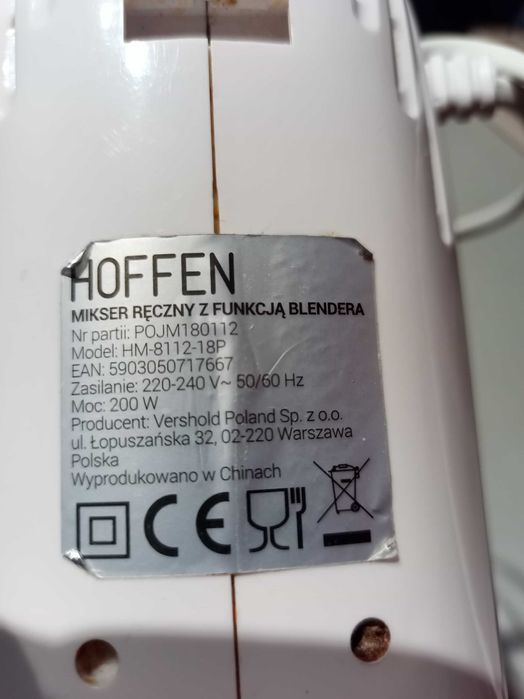 HOFFEN
MIKSER RĘCZNY Z FUNKCJĄ BLENDERA
Nr partii: POJM180112
Model: HM-8112-18P
EAN: 5903050717667
Zasilanie: 220-240 V~ 50/60 Hz
Moc: 200 W
Producent: Vershold Poland Sp. z o.o.
ul. Łopuszańska 32, 02-220 Warszawa
Polska
Wyprodukowano w Chinach
CE